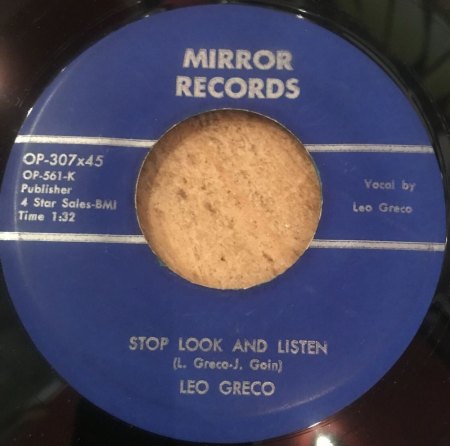 MIRROR
RECORDS
OP-307x45
OP-561-K
Publisher
4 Star Sales-BMI
Time 1:32
Vocal by
Leo Greco
STOP LOOK AND LISTEN
(L. Greco-J. Goin)
LEO GRECO